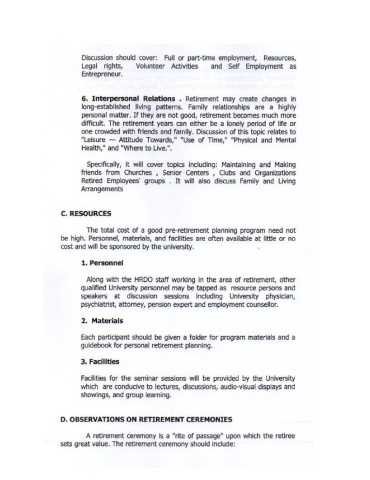 Discussion should cover: Full or part-time employment, Resources,
Legal rights, Volunteer Activities and Self Employment as
Entrepreneur.
6. Interpersonal Relations . Retirement may create changes in
long-established living patterns. Family relationships are a highly
personal matter. If they are not good, retirement becomes much more
difficult. The retirement years can either be a lonely period of life or
one crowded with friends and family. Discussion of this topic relates to
"Leisure — Attitude Towards," "Use of Time," "Physical and Mental
Health," and "Where to Live.".
Specifically, it will cover topics including: Maintaining and Making
friends from Churches , Senior Centers , Clubs and Organizations
Retired Employees' groups . It will also discuss Family and Living
Arrangements
C. RESOURCES
The total cost of a good pre-retirement planning program need not
be high. Personnel, materials, and facilities are often available at little or no
cost and will be sponsored by the university.
1. Personnel
Along with the HRDO staff working in the area of retirement, other
qualified University personnel may be tapped as resource persons and
speakers at discussion sessions including University physician,
psychiatrist, attorney, pension expert and employment counsellor.
2. Materials
Each participant should be given a folder for program materials and a
guidebook for personal retirement planning.
3. Facilities
Facilities for the seminar sessions will be provided by the University
which are conducive to lectures, discussions, audio-visual displays and
showings, and group learning.
D. OBSERVATIONS ON RETIREMENT CEREMONIES
A retirement ceremony is a "rite of passage" upon which the retiree
sets great value. The retirement ceremony should include: